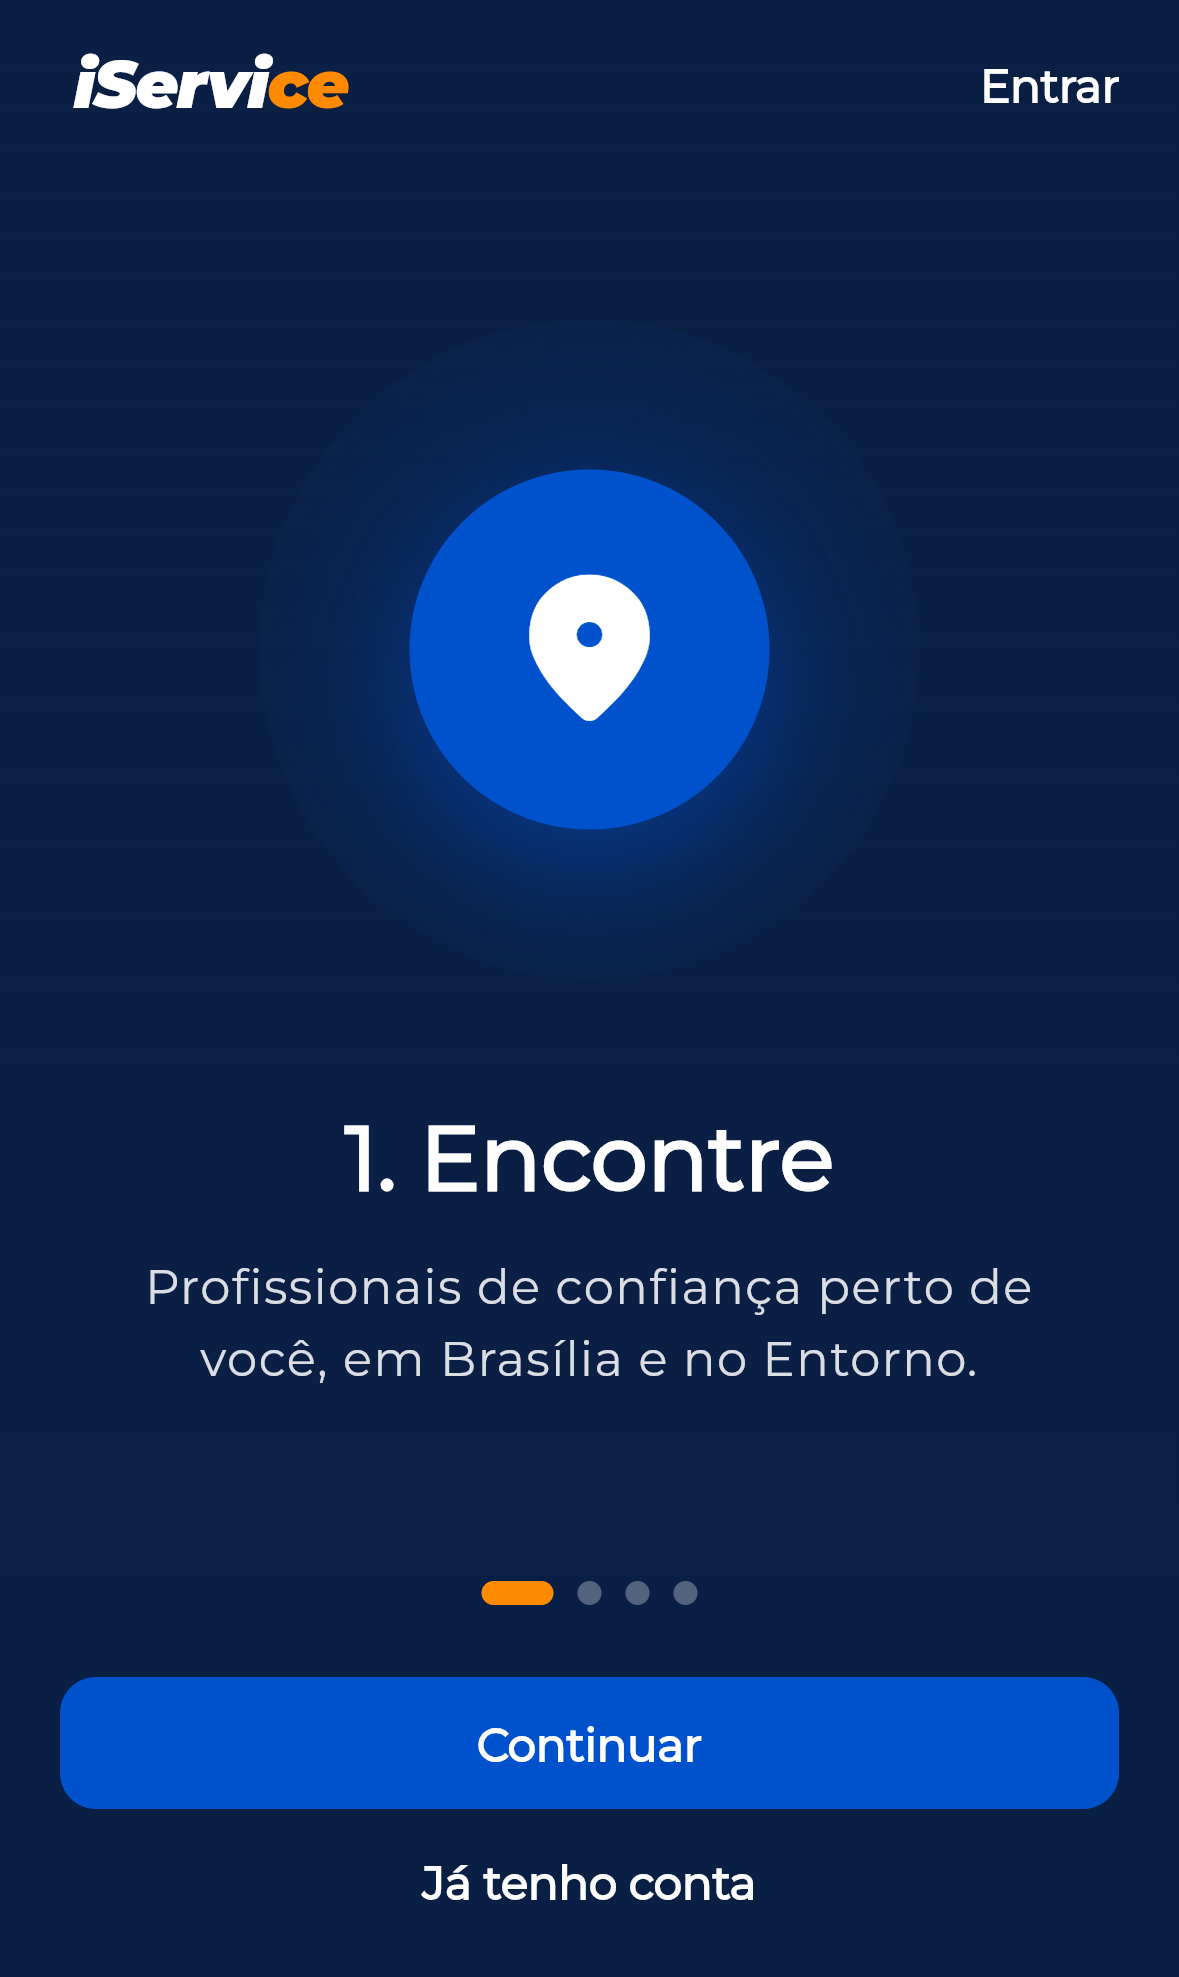 iService
Entrar
1. Encontre
Profissionais de confiança perto de
você, em Brasília e no Entorno.
Continuar
Já tenho conta